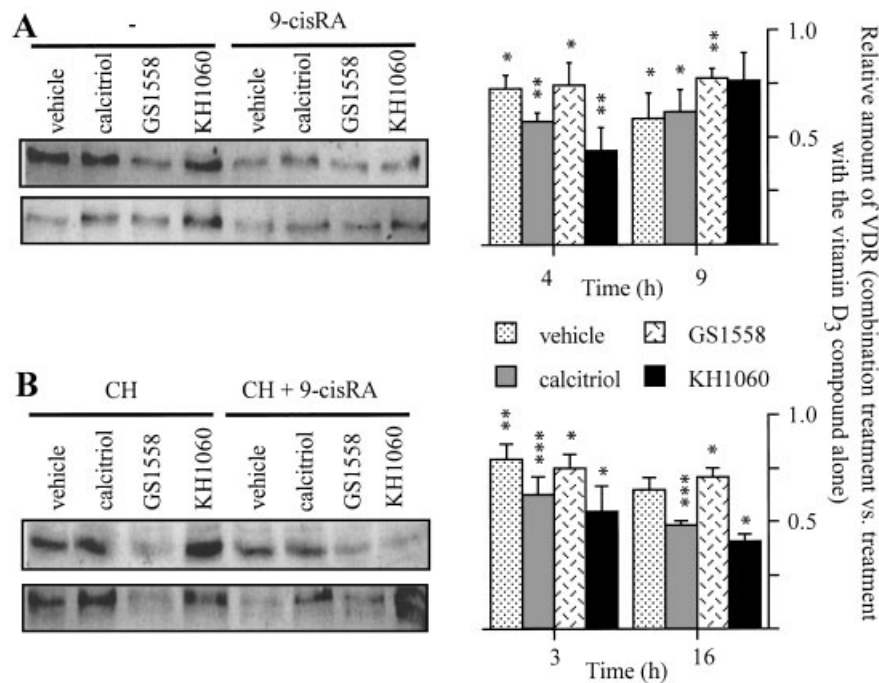 A
-
9-cisRA
vehicle
calcitriol
GS1558
KH1060
vehicle
calcitriol
GS1558
KH1060
* ** * ** * * **
1.0
0.5
4 9
Time (h)
vehicle GS1558
calcitriol KH1060
B
CH CH + 9-cisRA
vehicle
calcitriol
GS1558
KH1060
vehicle
calcitriol
GS1558
KH1060
** *** * * *** * *
1.0
0.5
3 16
Time (h)
Relative amount of VDR (combination treatment vs. treatment
with the vitamin D3 compound alone)